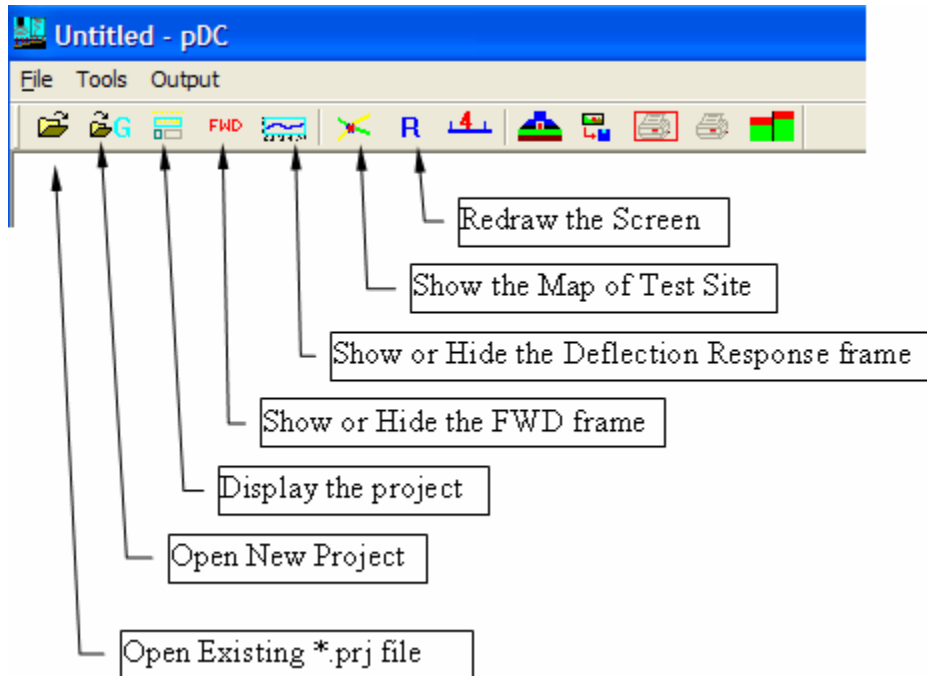 Untitled - pDC
File Tools Output
G FWD R 4
Redraw the Screen
Show the Map of Test Site
Show or Hide the Deflection Response frame
Show or Hide the FWD frame
Display the project
Open New Project
Open Existing *.prj file